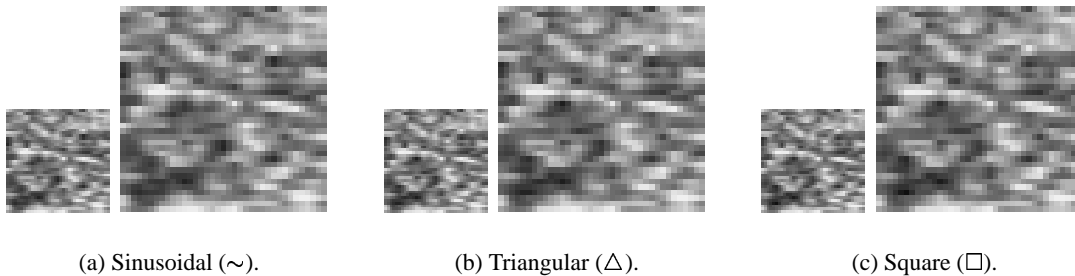 (a) Sinusoidal (∼).
(b) Triangular (△).
(c) Square (□).